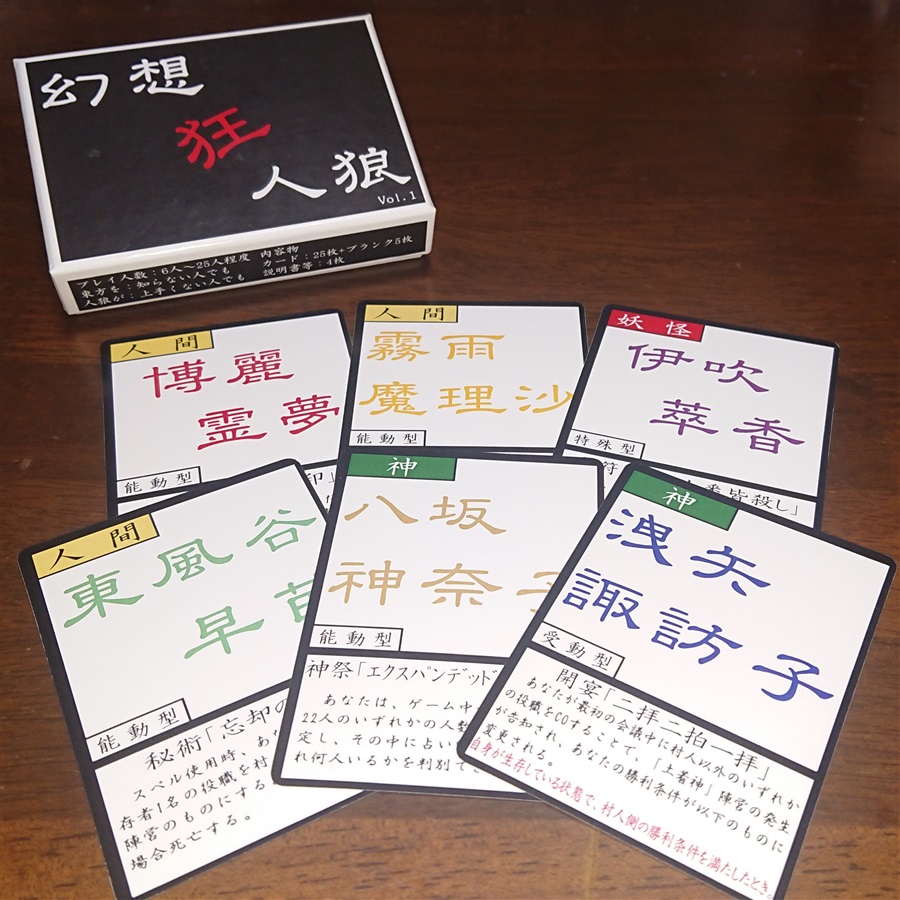 幻想
狂
人狼
Vol.1
プレイ人数：6人～25人程度
東方を：知らない人でも
人狼が：上手くない人でも
内容物
カード：25枚+ブランク5枚
説明書等：4枚
人間
博麗
霊夢
能動型
印」
人間
霧雨
魔理沙
能動型
妖怪
伊吹
萃香
特殊型
符
皆殺し」
人間
東風谷
早苗
能動型
秘術「忘却の
スペル使用時、あ
存者1名の役職を村
陣営のものにする
場合死亡する。
神
八坂
神奈子
能動型
神祭「エクスパンデッド
あなたは、ゲーム中
22人のいずれかの人
定し、その中に占い
れ何人いるかを判別で
神
洩矢
諏訪子
受動型
開宴「二拝二拍一拝」
あなたが最初の会議中に村人以外のいずれか
の役職をCOすることで、「土着神」陣営の発生
が告知され、あなたの勝利条件が以下のものに
変更される。
自身が生存している状態で、村人側の勝利条件を満たしたとき。